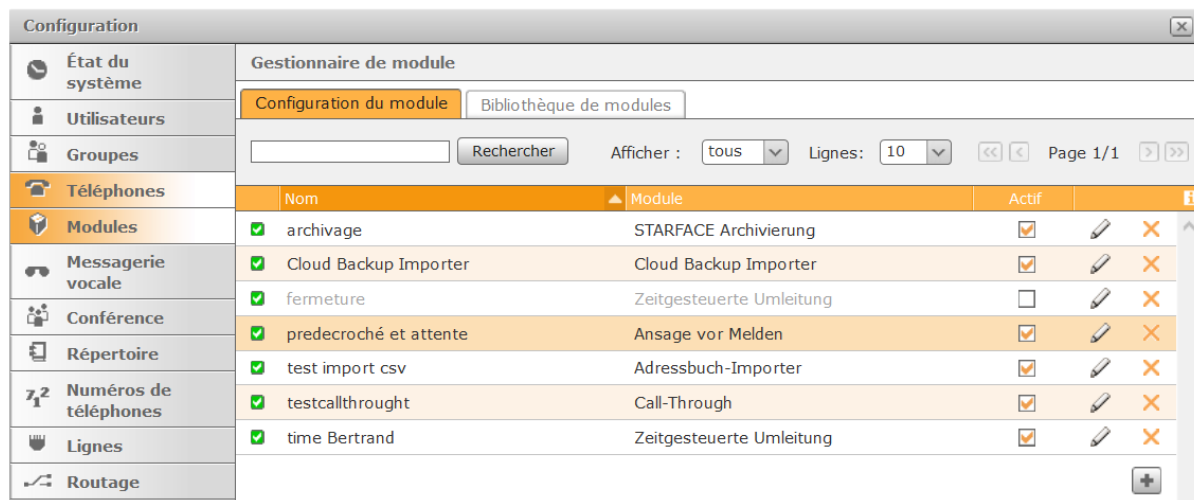 Configuration
État du
système
Utilisateurs
Groupes
Téléphones
Modules
Messagerie
vocale
Conférence
Répertoire
Numéros de
téléphones
Lignes
Routage
Gestionnaire de module
Configuration du module Bibliothèque de modules
Rechercher Afficher : tous Lignes: 10 Page 1/1
Nom Module Actif
archivage STARFACE Archivierung
Cloud Backup Importer Cloud Backup Importer
fermeture Zeitgesteuerte Umleitung
predecroché et attente Ansage vor Melden
test import csv Adressbuch-Importer
testcallthrought Call-Through
time Bertrand Zeitgesteuerte Umleitung